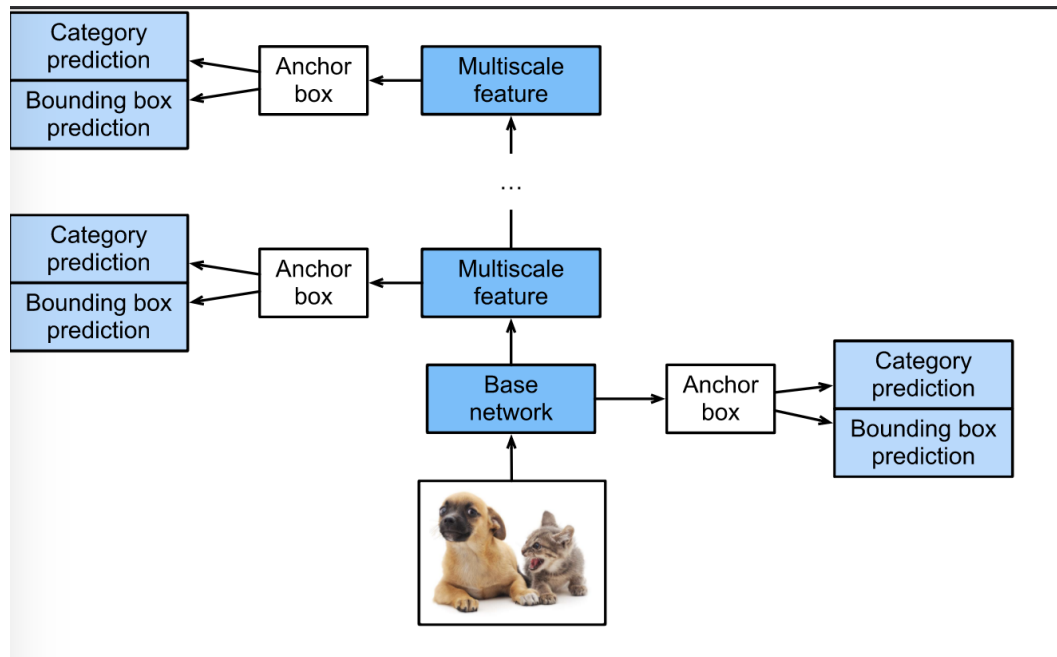 Category
prediction
Bounding box
prediction
Anchor
box
Multiscale
feature
...
Category
prediction
Bounding box
prediction
Anchor
box
Multiscale
feature
Base
network
Anchor
box
Category
prediction
Bounding box
prediction